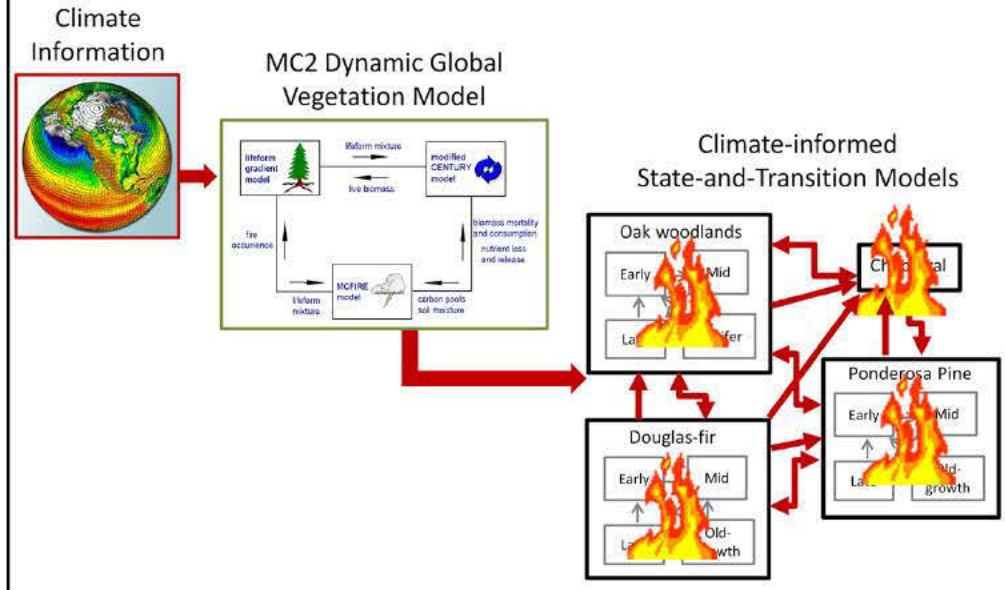 Climate
Information
MC2 Dynamic Global
Vegetation Model
lifeform
gradient
model
lifeform mixture
live biomass
modified
CENTURY
model
fire
occurrence
biomass mortality
and consumption
nutrient loss
and release
MCFIRE
model
lifeform
mixture
carbon pools
soil moisture
Climate-informed
State-and-Transition Models
Oak woodlands
Early
Mid
Ponderosa Pine
Early
Mid
growth
Douglas-fir
Early
Mid
Old-